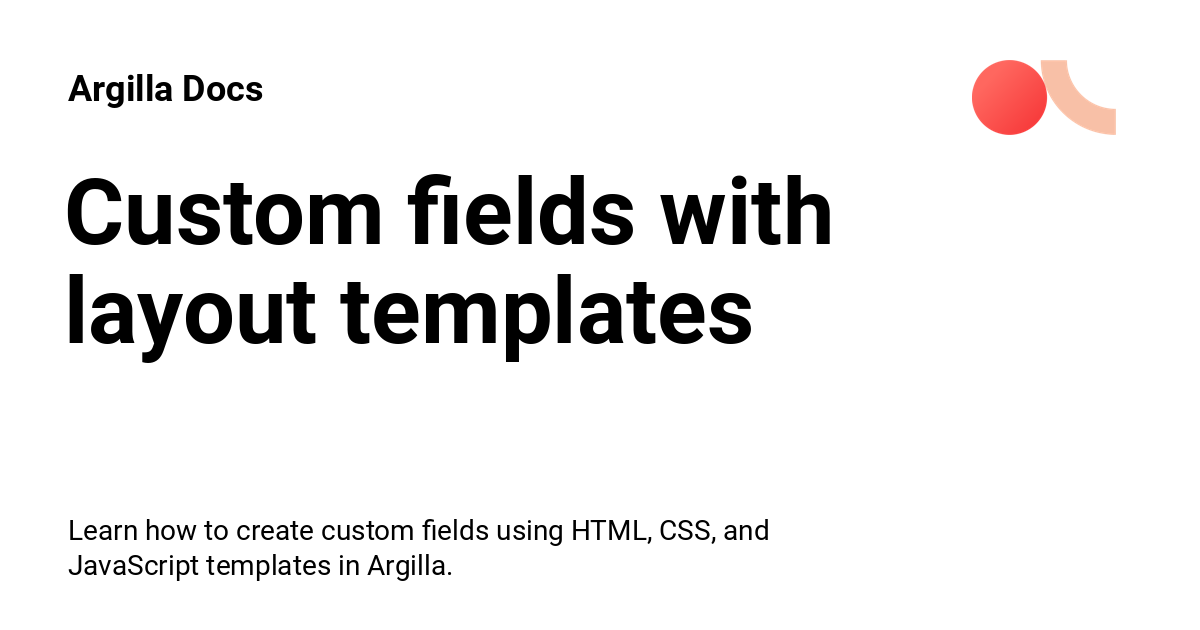 Argilla Docs
Custom fields with
layout templates
Learn how to create custom fields using HTML, CSS, and
JavaScript templates in Argilla.